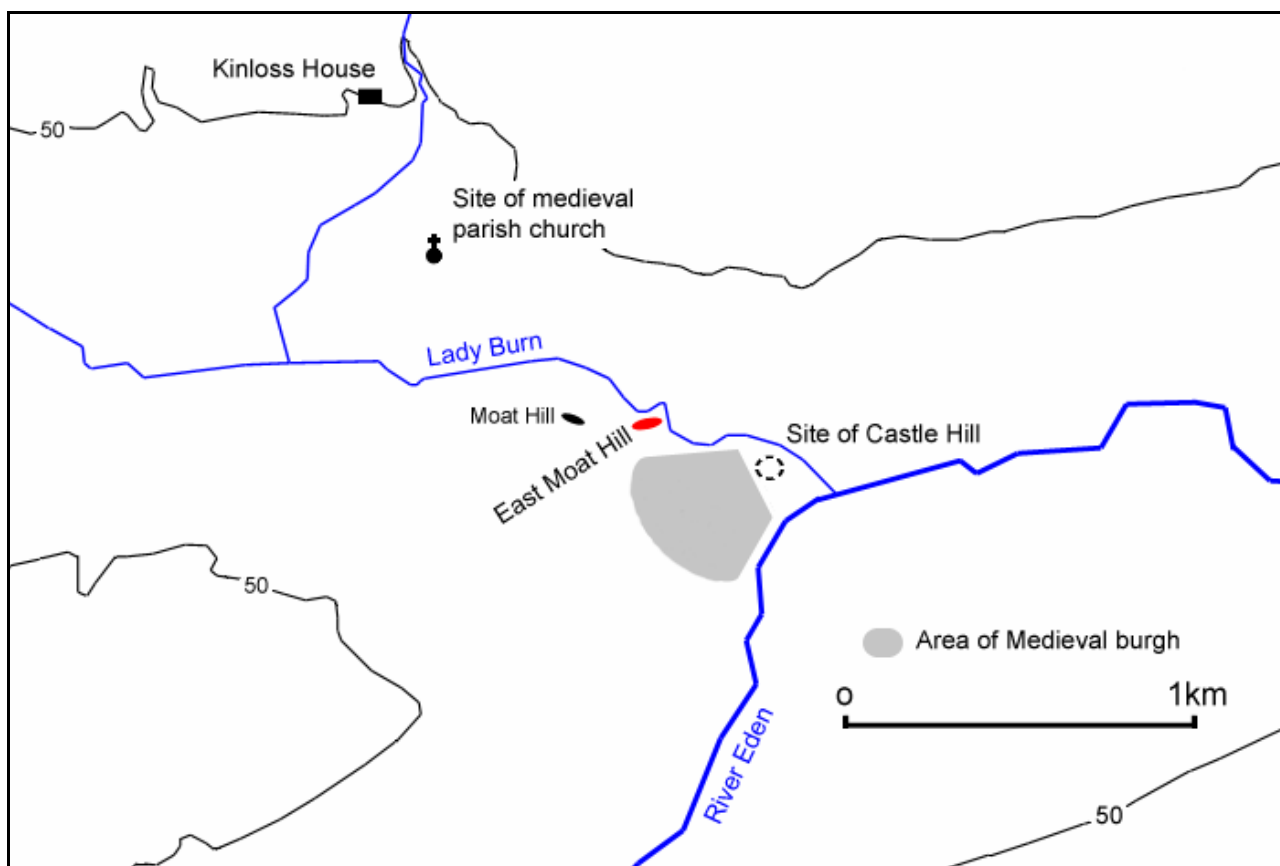 Kinloss House
50
Site of medieval
parish church
Lady Burn
Moat Hill
East Moat Hill
Site of Castle Hill
50
Area of Medieval burgh
o 1km
River Eden
50